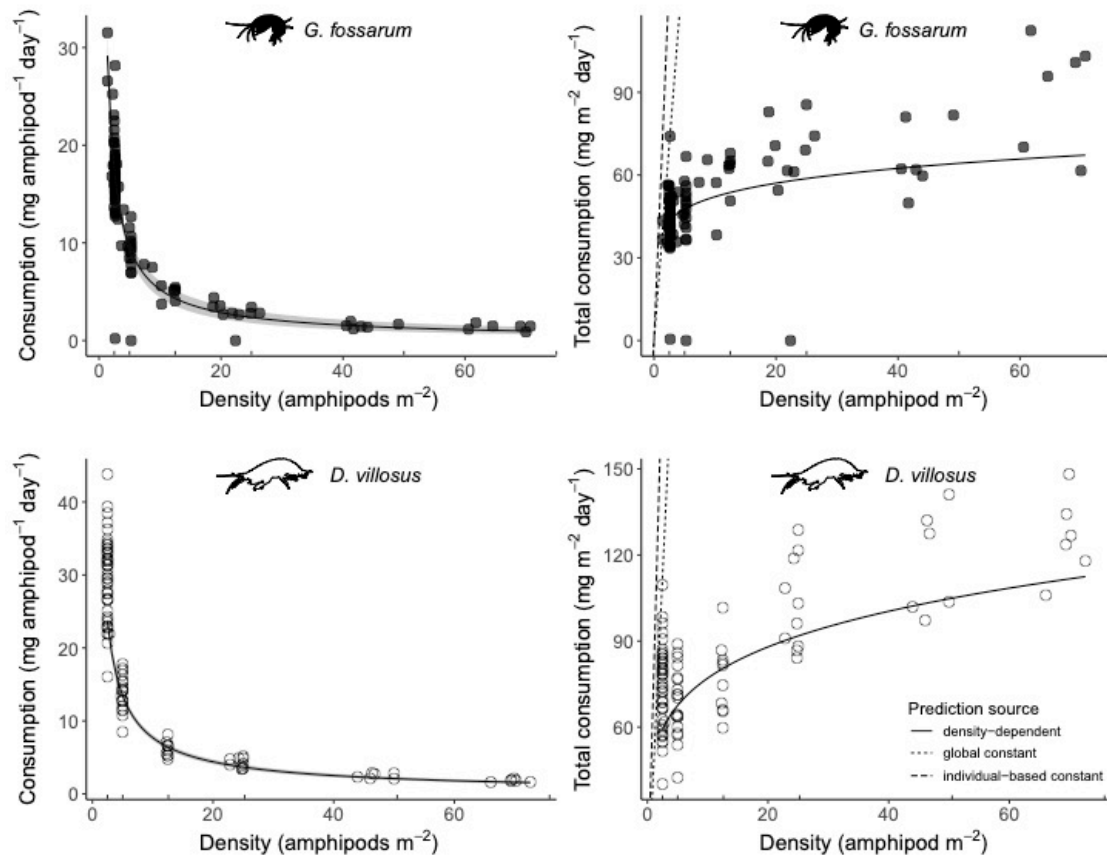 G. fossarum
Consumption (mg amphipod⁻¹ day⁻¹)
30
20
10
0
0 20 40 60
Density (amphipods m⁻²)
G. fossarum
Total consumption (mg m⁻² day⁻¹)
90
60
30
0
0 20 40 60
Density (amphipod m⁻²)
D. villosus
Consumption (mg amphipod⁻¹ day⁻¹)
40
30
20
10
0
0 20 40 60
Density (amphipods m⁻²)
D. villosus
Total consumption (mg m⁻² day⁻¹)
150
120
90
60
0 20 40 60
Density (amphipod m⁻²)
Prediction source
density−dependent
global constant
individual−based constant